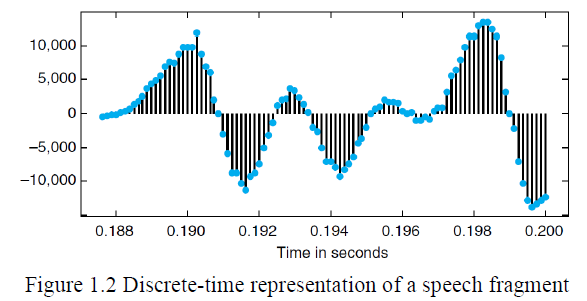 10,000
5,000
0
−5,000
−10,000
0.188 0.190 0.192 0.194 0.196 0.198 0.200
Time in seconds
Figure 1.2 Discrete-time representation of a speech fragment